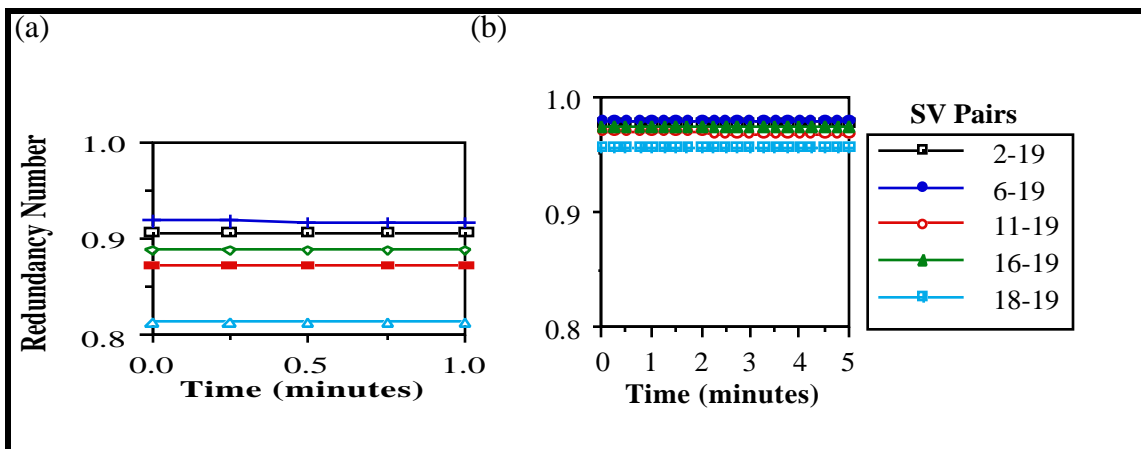 (a)
Redundancy Number
1.0
0.9
0.8
0.0 0.5 1.0
Time (minutes)
(b)
1.0
0.9
0.8
0 1 2 3 4 5
Time (minutes)
SV Pairs
2-19
6-19
11-19
16-19
18-19